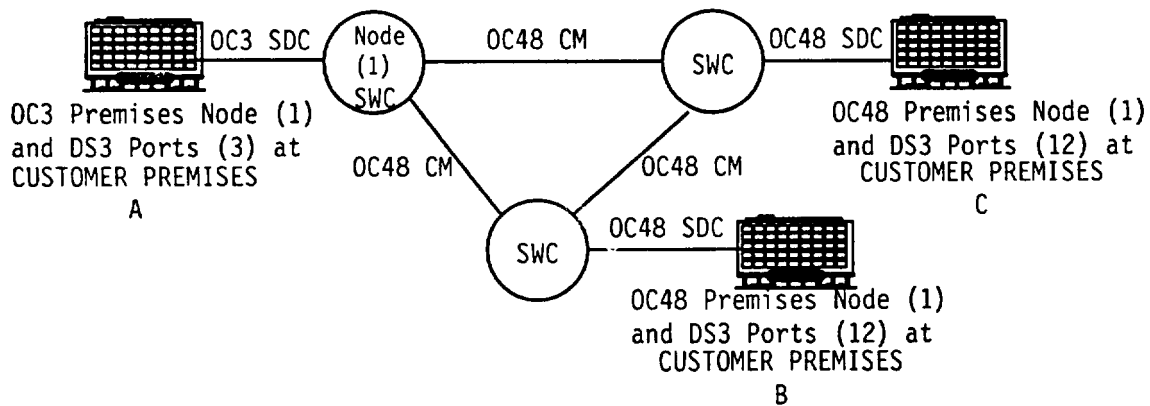 OC3 SDC
Node
(1)
SWC
OC48 CM
SWC
OC48 SDC
OC3 Premises Node (1)
and DS3 Ports (3) at
CUSTOMER PREMISES
A
OC48 CM
OC48 CM
OC48 Premises Node (1)
and DS3 Ports (12) at
CUSTOMER PREMISES
C
SWC
OC48 SDC
OC48 Premises Node (1)
and DS3 Ports (12) at
CUSTOMER PREMISES
B